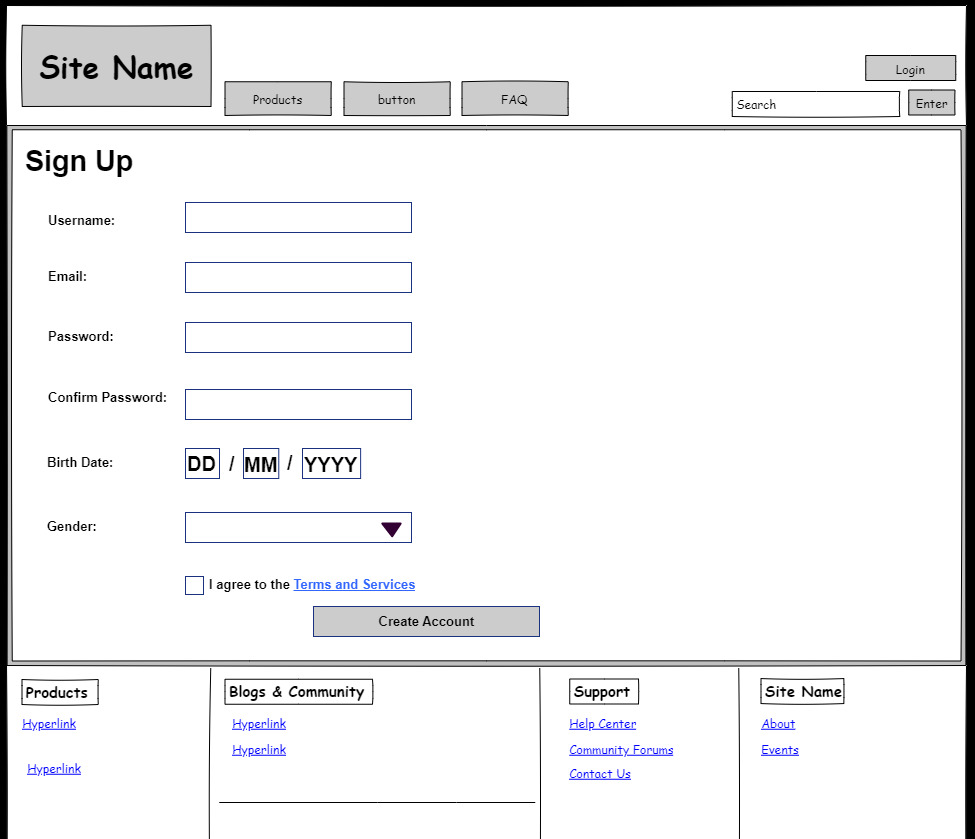 Site Name
Products
button
FAQ
Login
Search
Enter
Sign Up
Username:
Email:
Password:
Confirm Password:
Birth Date:
DD / MM / YYYY
Gender:
I agree to the Terms and Services
Create Account
Products
Hyperlink
Hyperlink
Blogs & Community
Hyperlink
Hyperlink
Support
Help Center
Community Forums
Contact Us
Site Name
About
Events